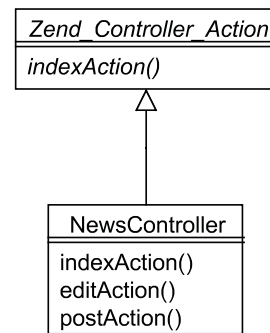 Zend_Controller_Action
indexAction()
NewsController
indexAction()
editAction()
postAction()